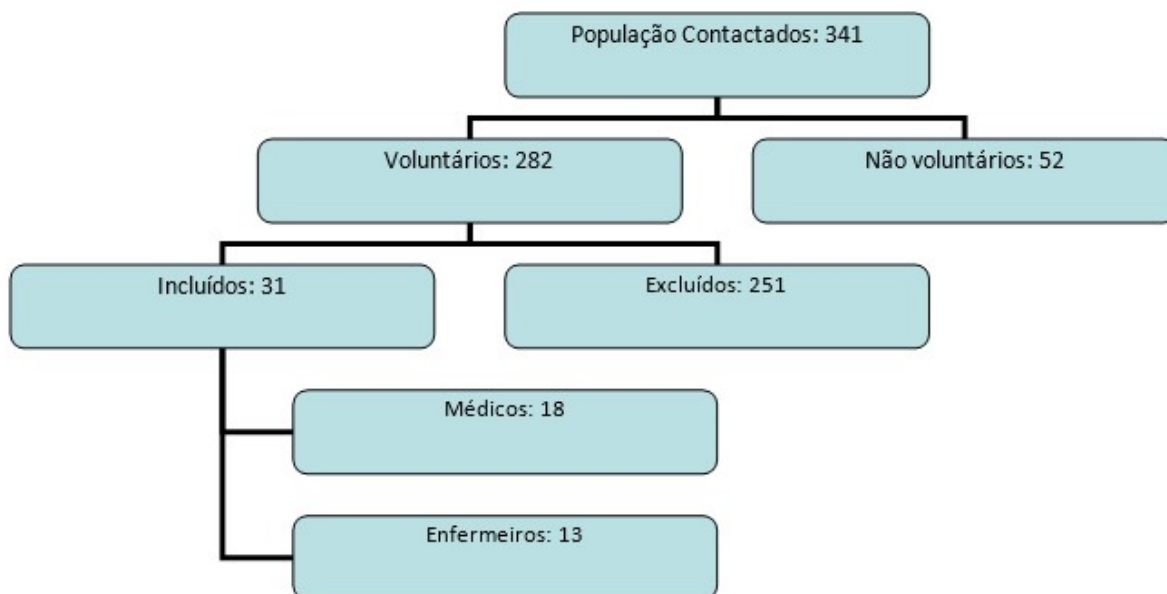 População Contactados: 341
Voluntários: 282
Não voluntários: 52
Incluídos: 31
Excluídos: 251
Médicos: 18
Enfermeiros: 13